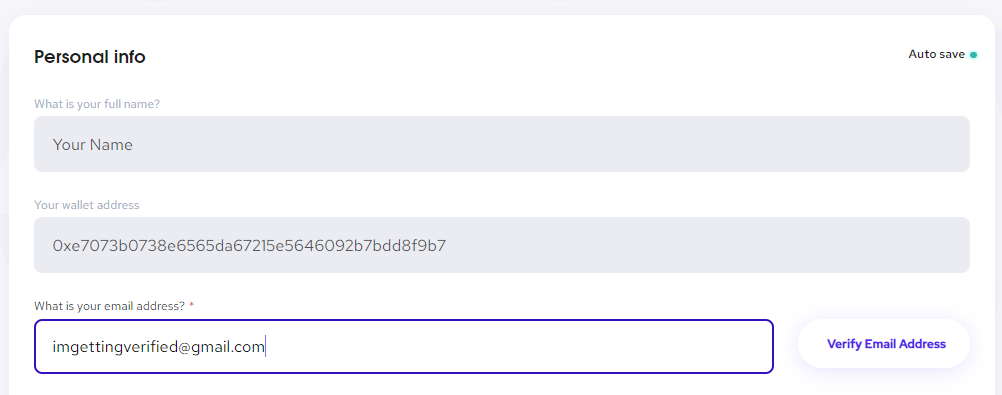 Personal info
Auto save
What is your full name?
Your Name
Your wallet address
0xe7073b0738e6565da67215e5646092b7bdd8f9b7
What is your email address? *
imgettingverified@gmail.com
Verify Email Address